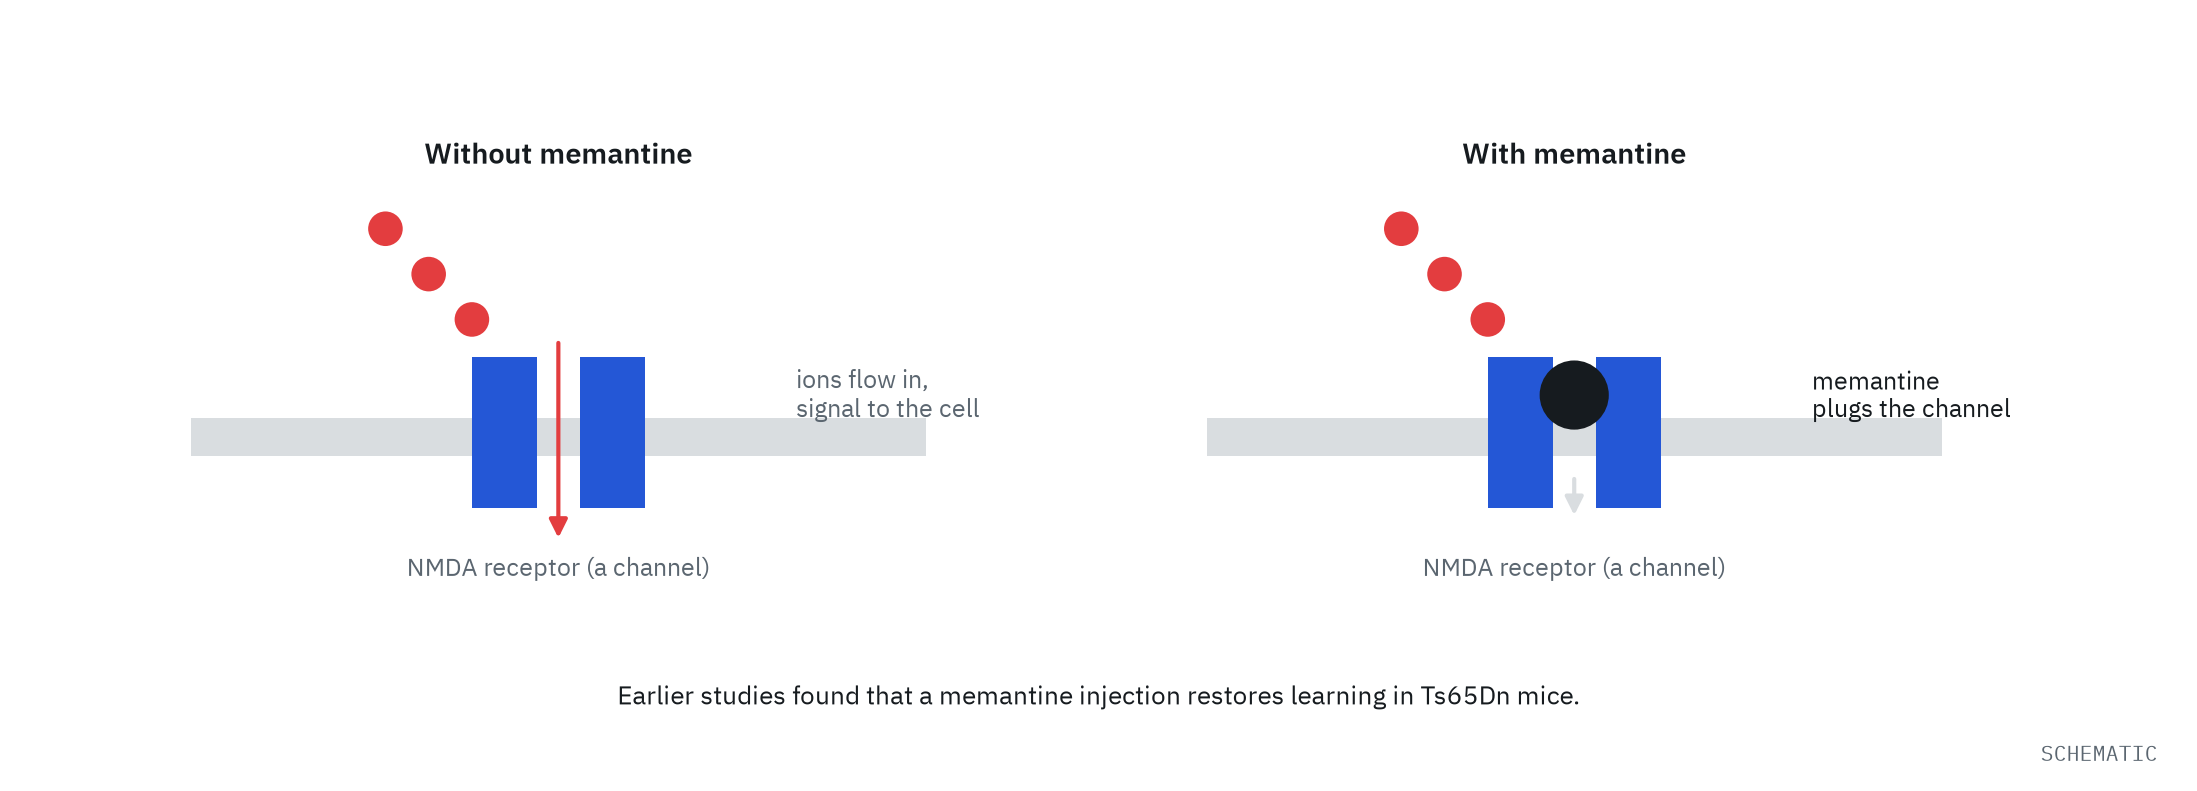 Without memantine
ions flow in,
signal to the cell
NMDA receptor (a channel)
With memantine
memantine
plugs the channel
NMDA receptor (a channel)
Earlier studies found that a memantine injection restores learning in Ts65Dn mice.
SCHEMATIC